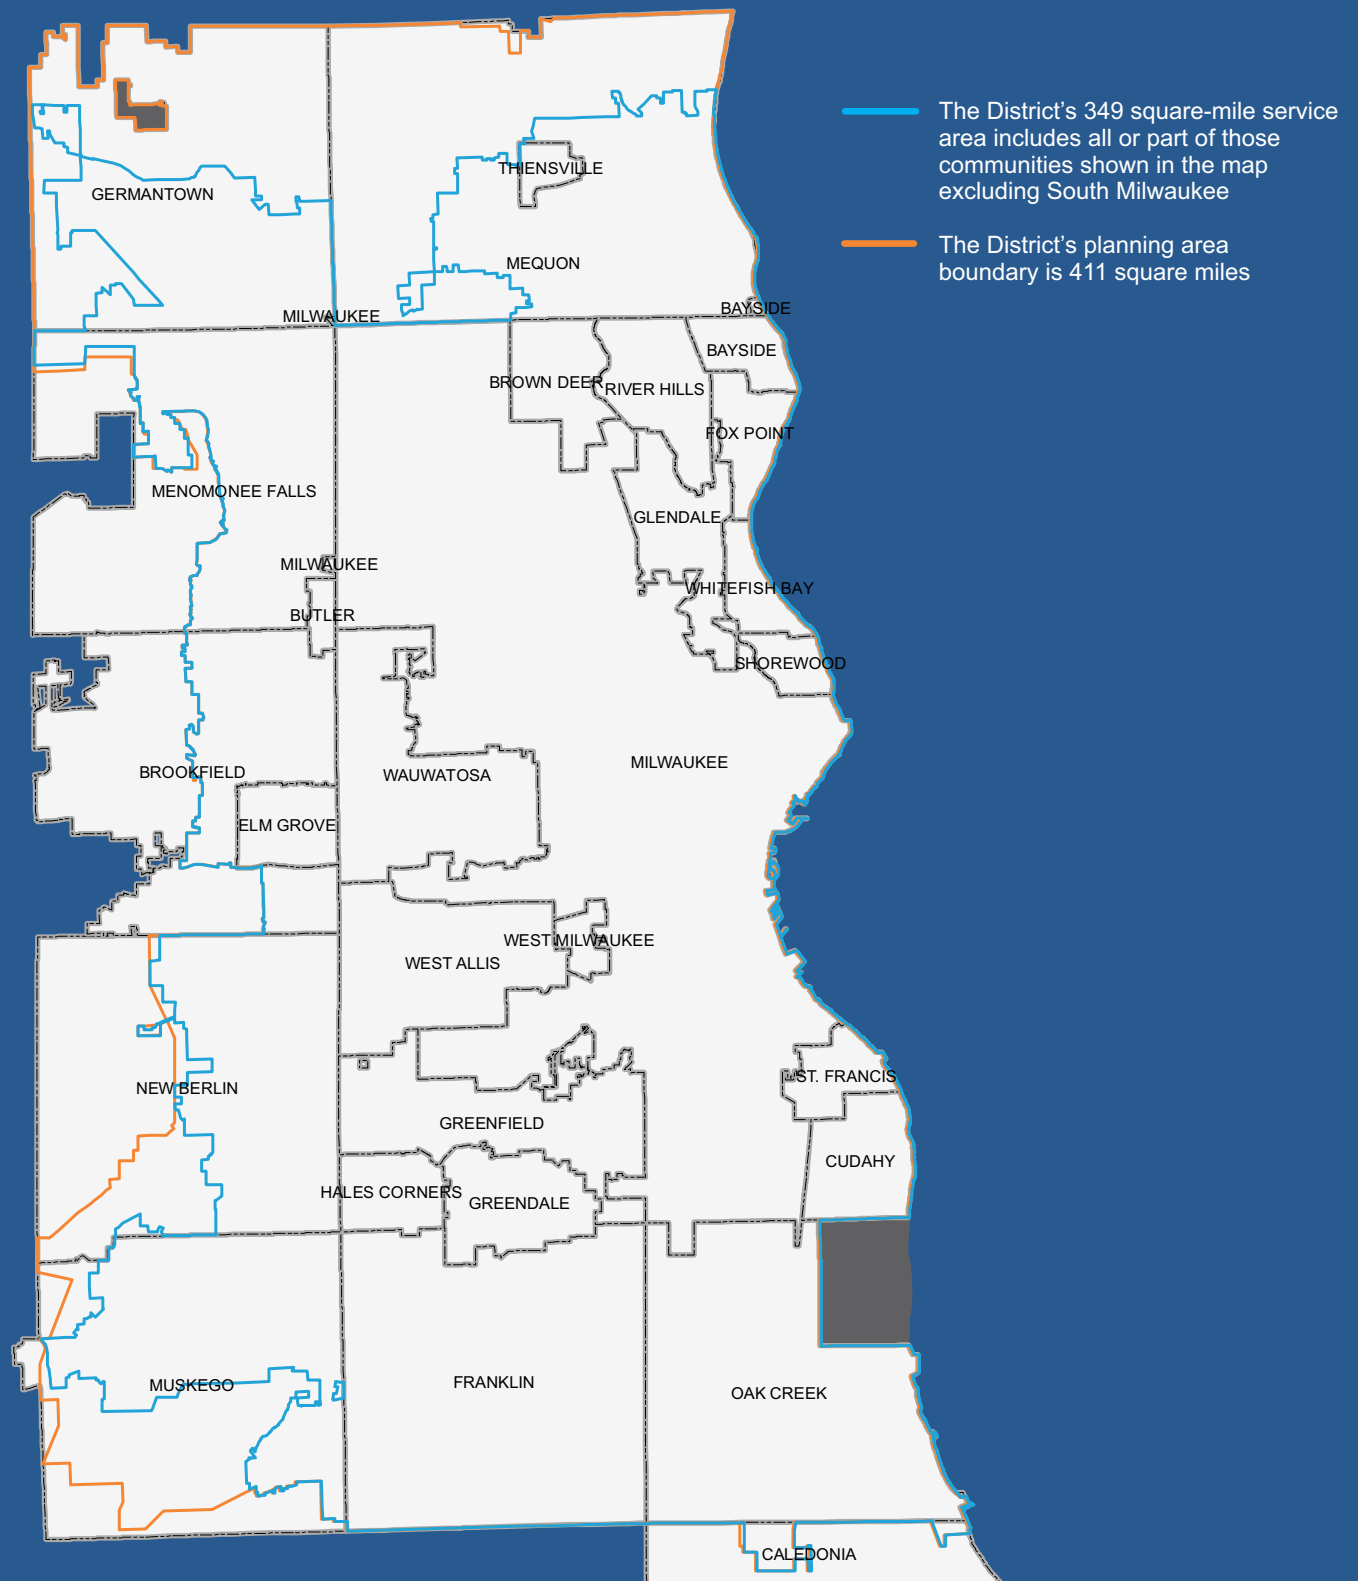 The District’s 349 square-mile service
area includes all or part of those
communities shown in the map
excluding South Milwaukee
The District’s planning area
boundary is 411 square miles
THIENSVILLE
GERMANTOWN
MEQUON
BAYSIDE
MILWAUKEE
BAYSIDE
BROWN DEER
RIVER HILLS
FOX POINT
MENOMONEE FALLS
GLENDALE
MILWAUKEE
WHITEFISH BAY
BUTLER
SHOREWOOD
MILWAUKEE
BROOKFIELD
WAUWATOSA
ELM GROVE
WEST MILWAUKEE
WEST ALLIS
ST. FRANCIS
NEW BERLIN
GREENFIELD
CUDAHY
HALES CORNERS
GREENDALE
FRANKLIN
MUSKEGO
OAK CREEK
CALEDONIA